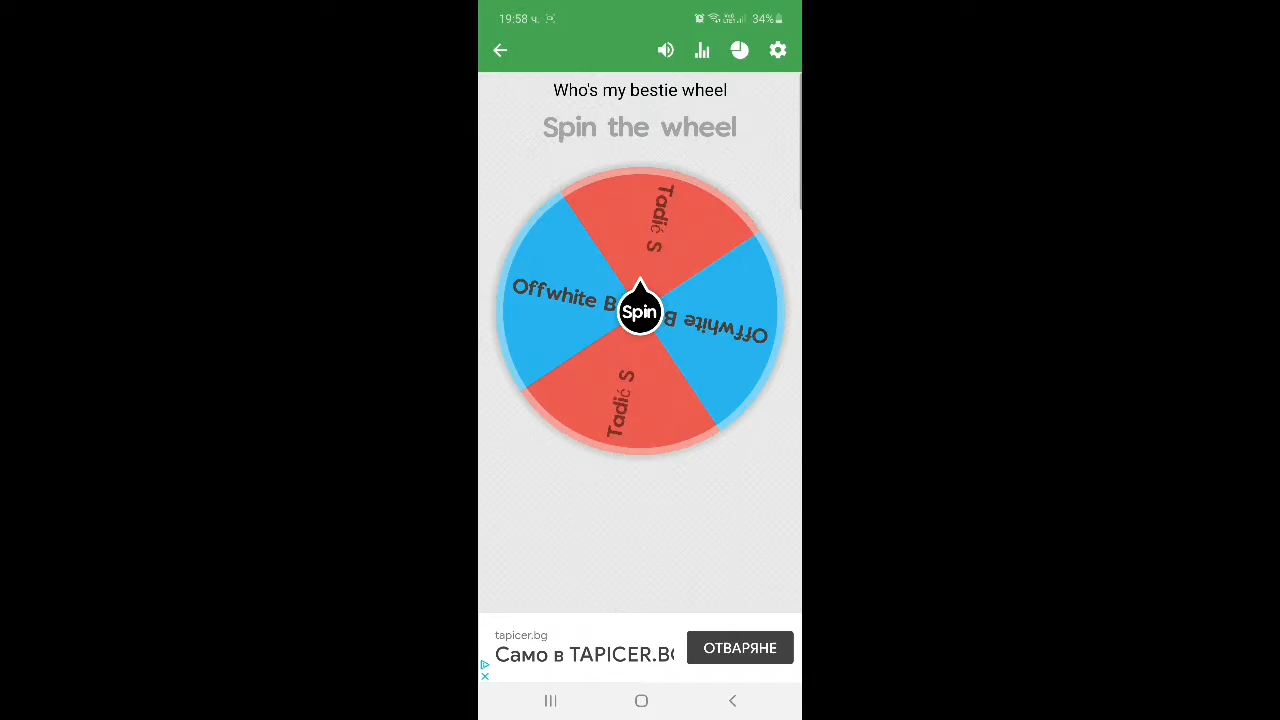 19:58 ч.
34%
Who's my bestie wheel
Spin the wheel
Tadić S
Offwhite B
Spin
Offwhite B
Tadić S
tapicer.bg
Само в TAPICER.BG
ОТВАРЯНЕ